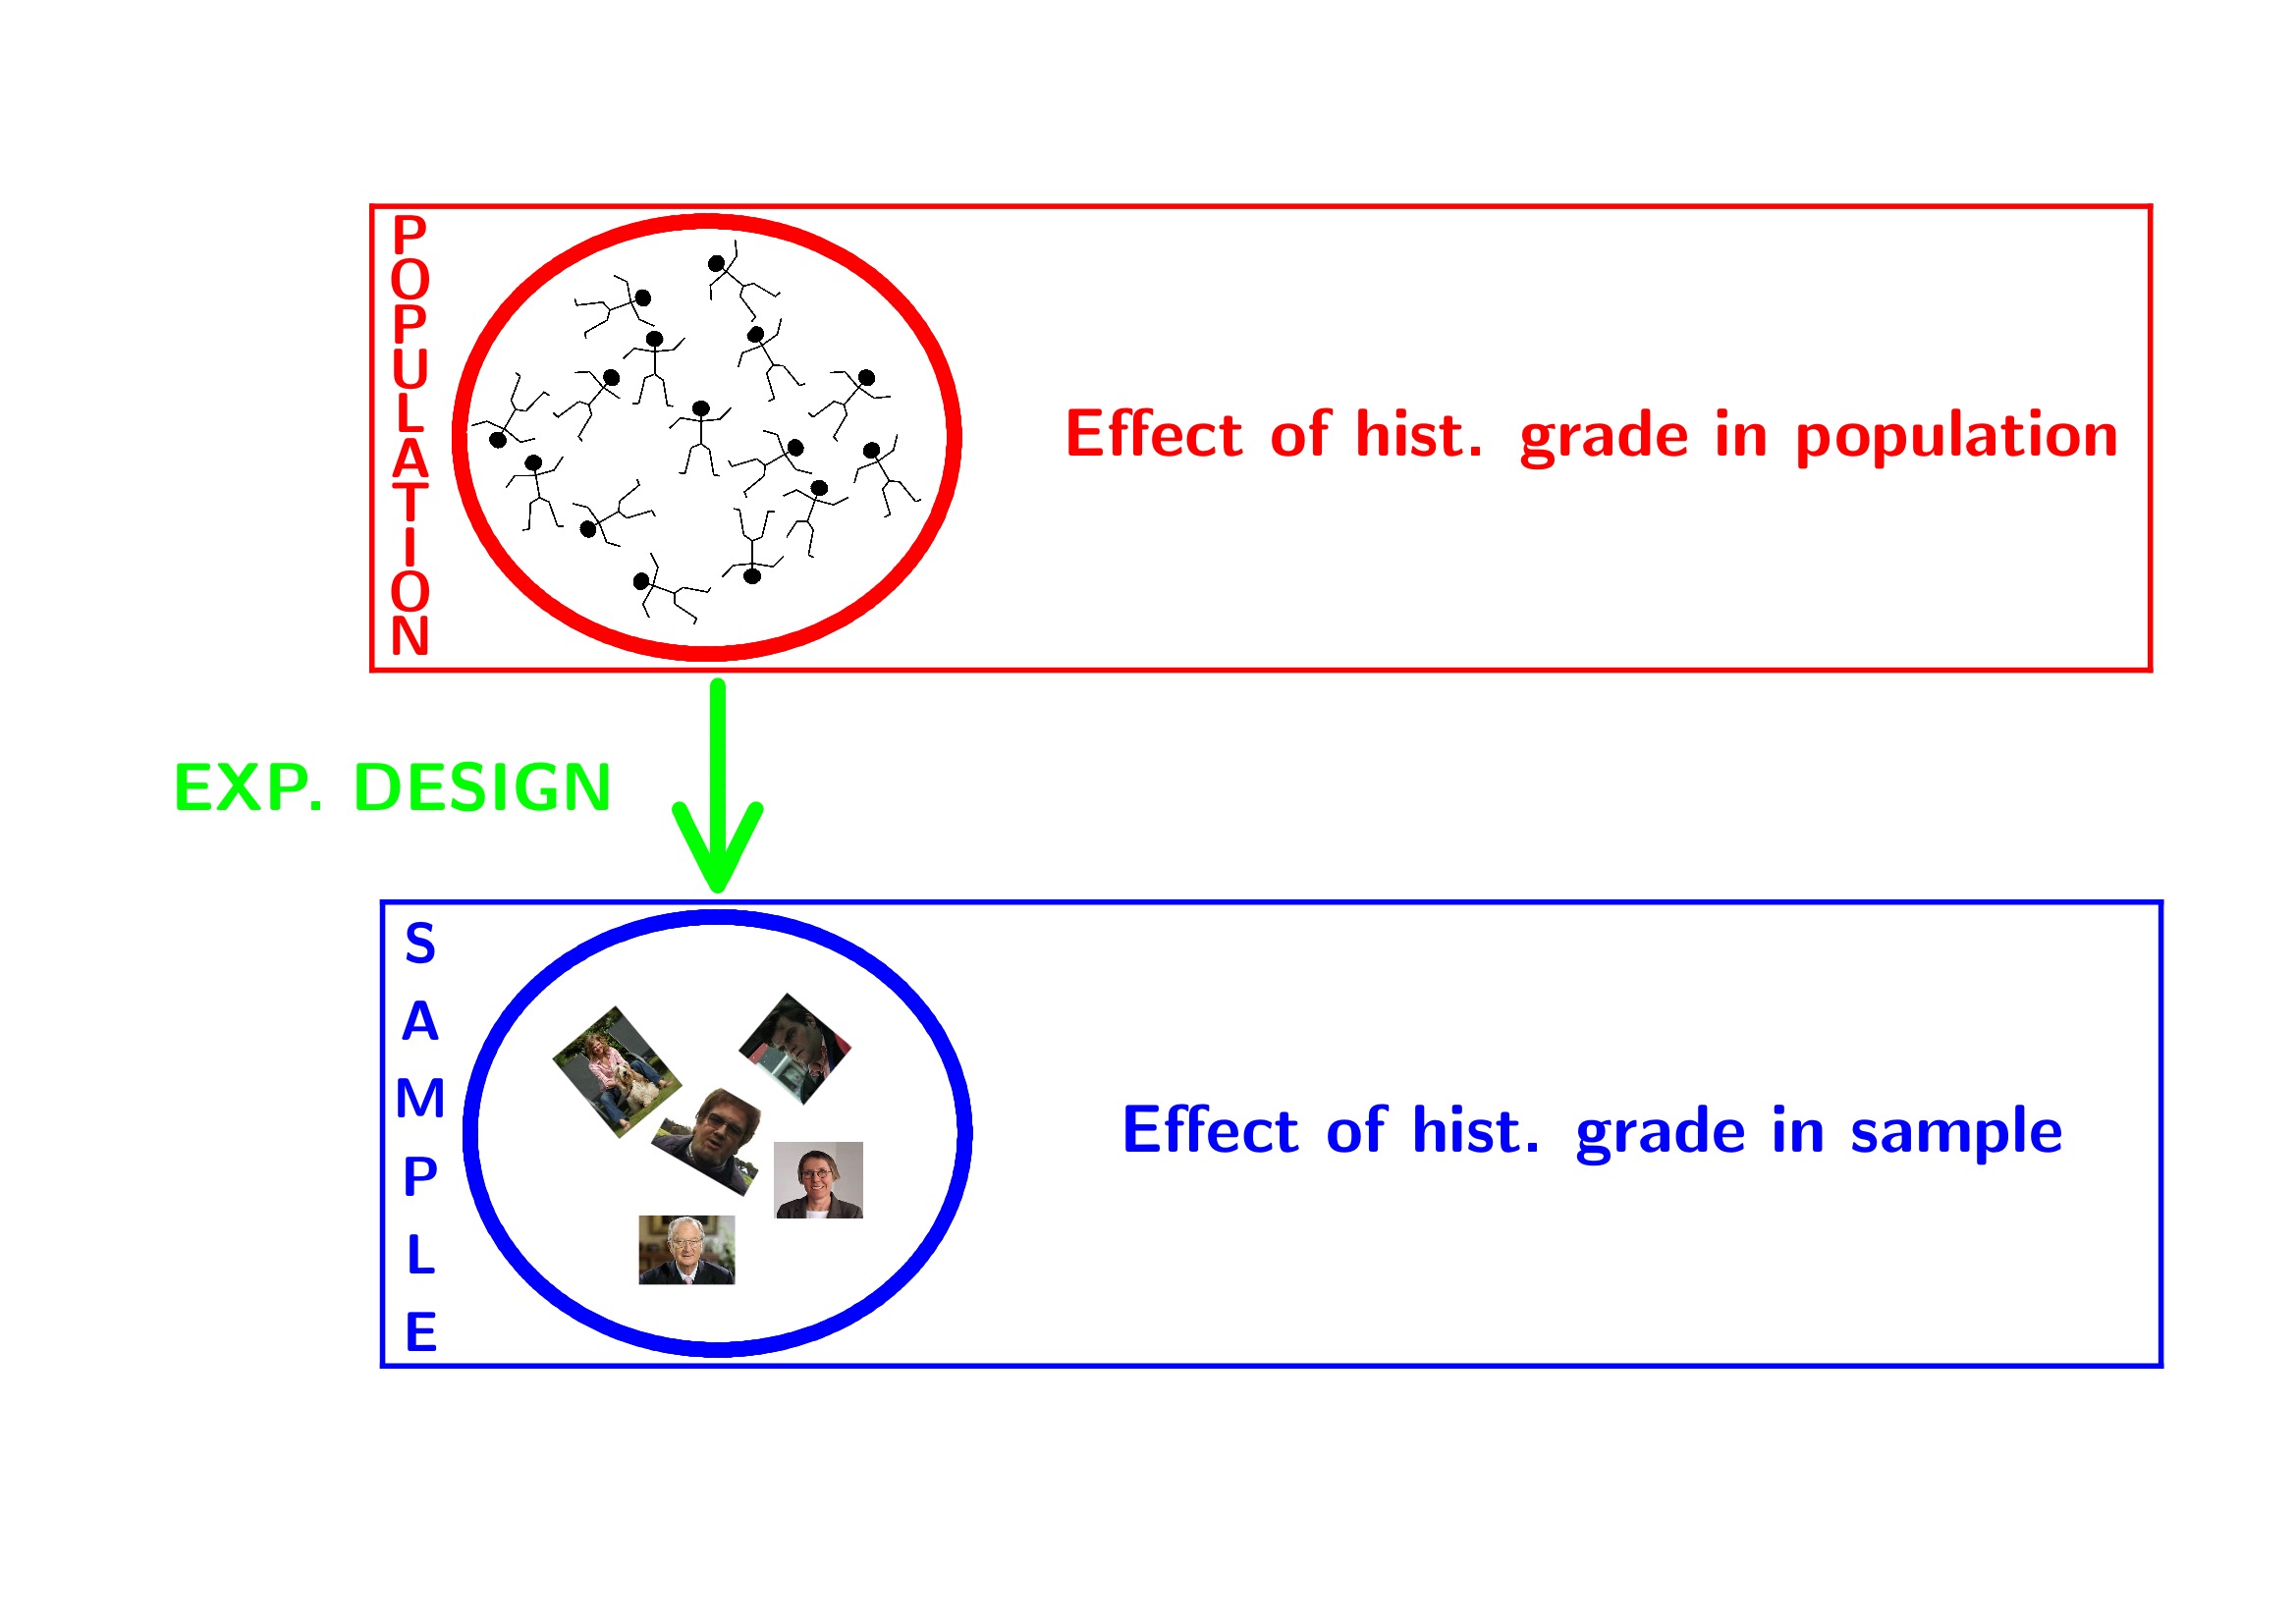 POPULATION
Effect of hist. grade in population
EXP. DESIGN
SAMPLE
Effect of hist. grade in sample